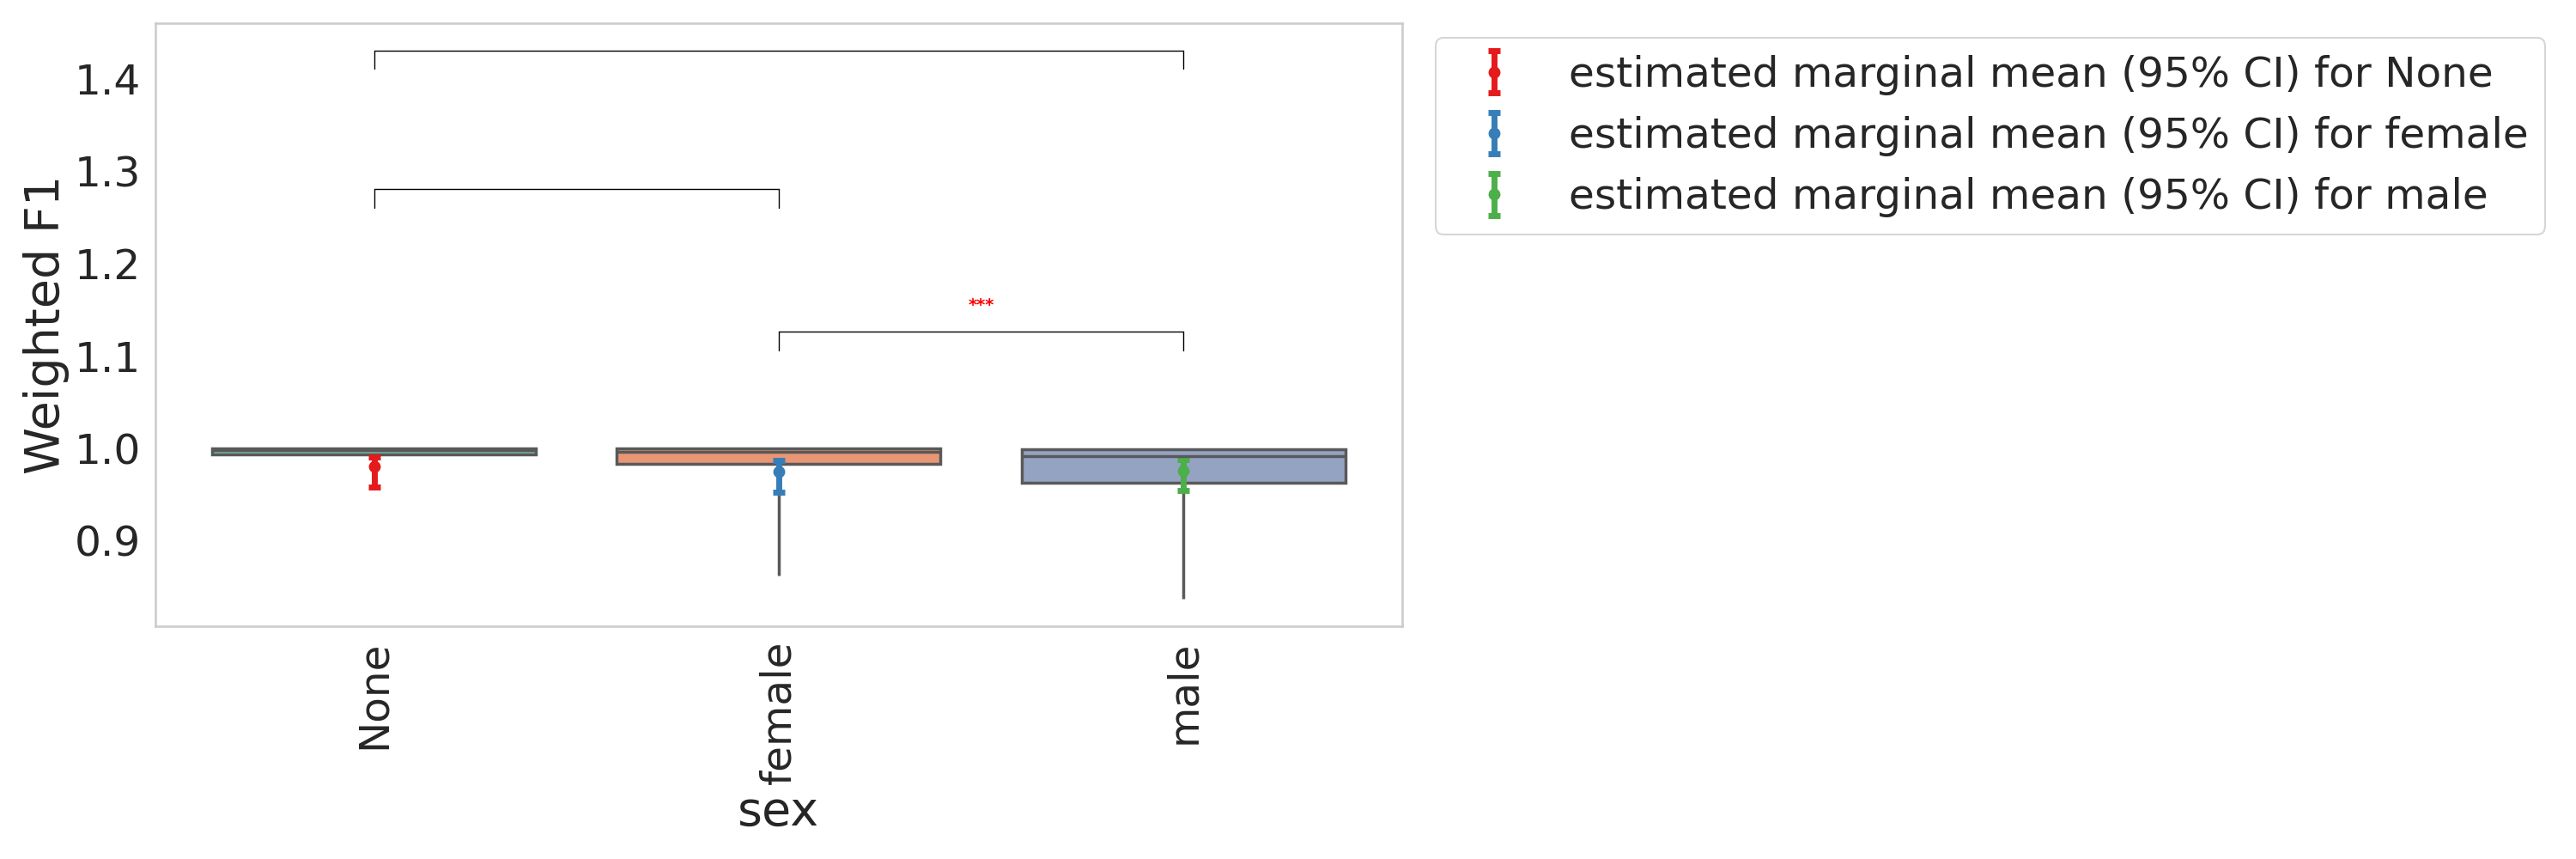 Weighted F1
1.4
1.3
1.2
1.1
1.0
0.9
***
None
female
male
sex
estimated marginal mean (95% CI) for None
estimated marginal mean (95% CI) for female
estimated marginal mean (95% CI) for male